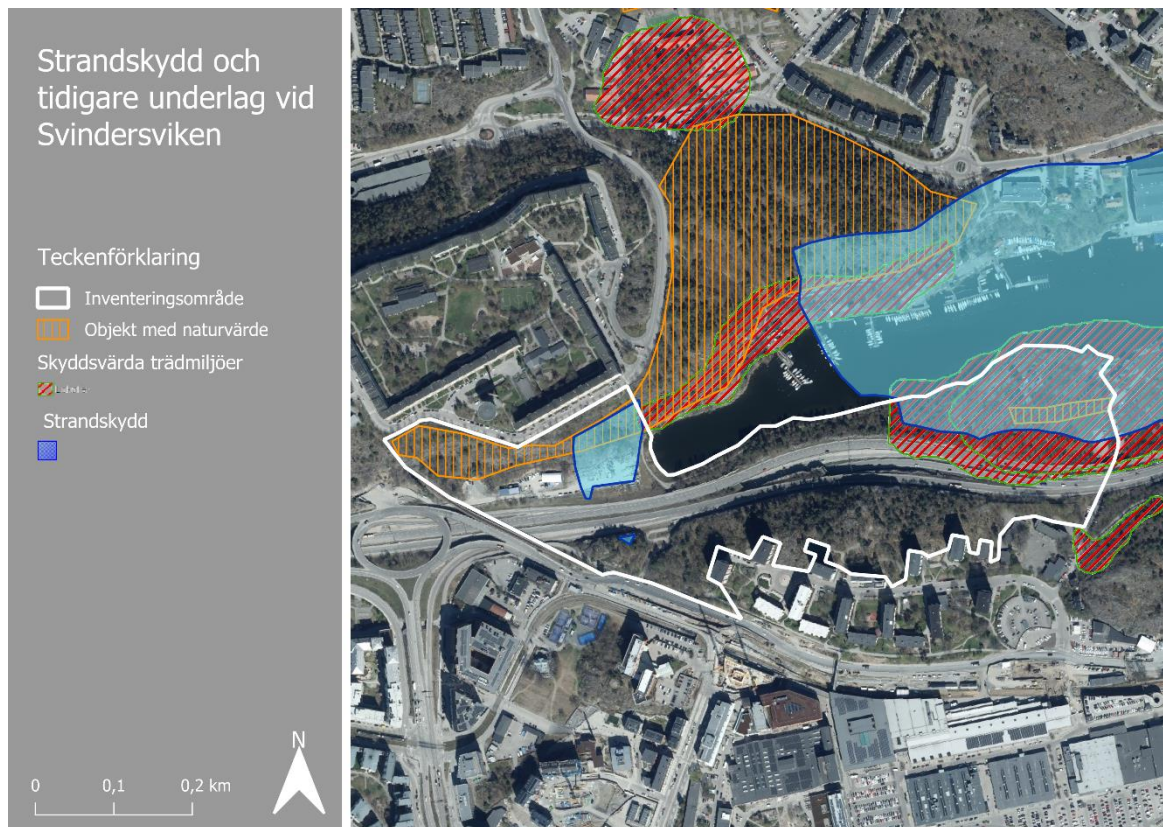 Strandskydd och
tidigare underlag vid
Svindersviken
Teckenförklaring
Inventeringsområde
Objekt med naturvärde
Skyddsvärda trädmiljöer
Strandskydd
N
0 0,1 0,2 km